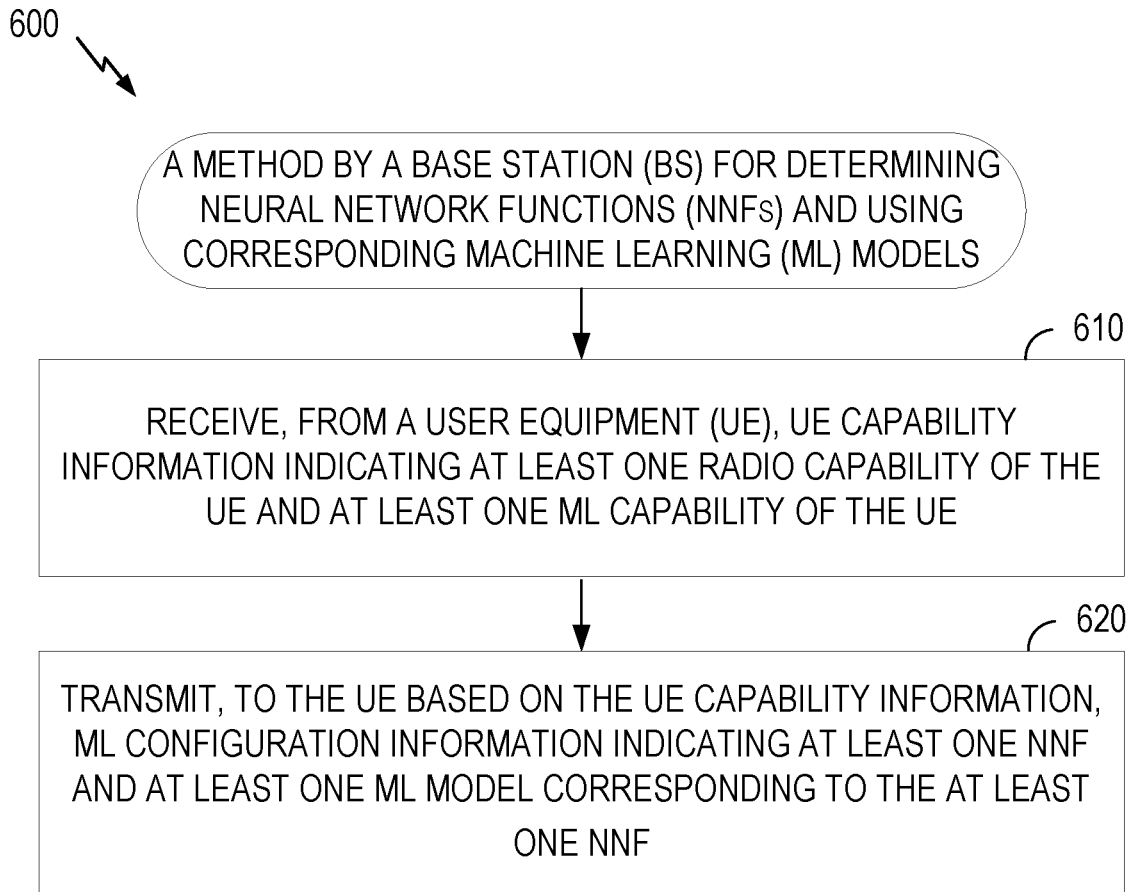 600
A METHOD BY A BASE STATION (BS) FOR DETERMINING
NEURAL NETWORK FUNCTIONS (NNFS) AND USING
CORRESPONDING MACHINE LEARNING (ML) MODELS
610
RECEIVE, FROM A USER EQUIPMENT (UE), UE CAPABILITY
INFORMATION INDICATING AT LEAST ONE RADIO CAPABILITY OF THE
UE AND AT LEAST ONE ML CAPABILITY OF THE UE
620
TRANSMIT, TO THE UE BASED ON THE UE CAPABILITY INFORMATION,
ML CONFIGURATION INFORMATION INDICATING AT LEAST ONE NNF
AND AT LEAST ONE ML MODEL CORRESPONDING TO THE AT LEAST
ONE NNF